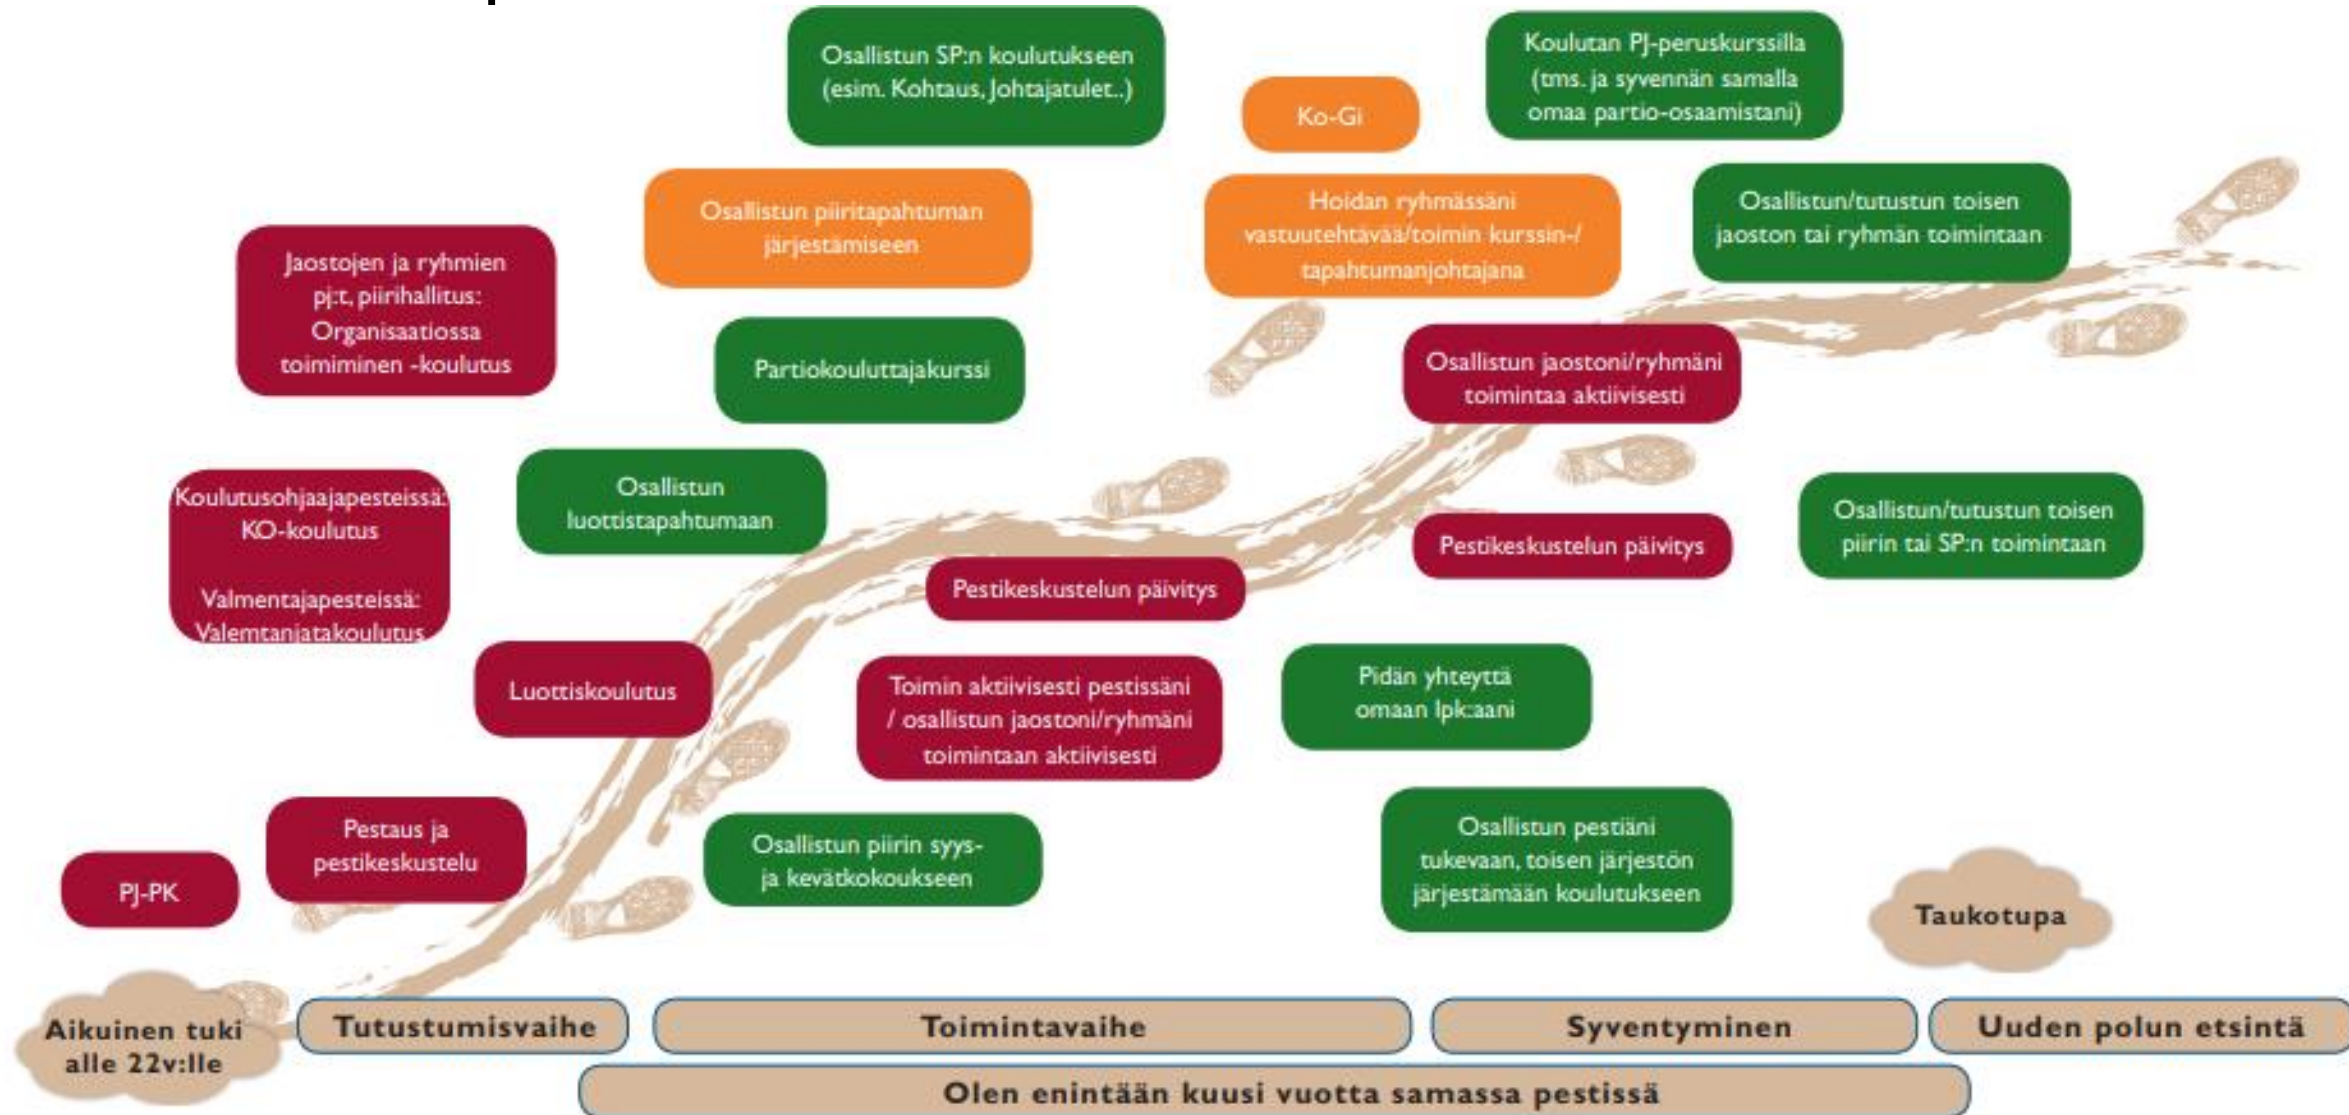 Osallistun SP:n koulutukseen
(esim. Kohtaus, Johtajatulet..)
Koulutan PJ-peruskurssilla
(tms. ja syvennän samalla
omaa partio-osaamistani)
Ko-Gi
Osallistun piiritapahtuman
järjestämiseen
Hoidan ryhmässäni
vastuutehtävää/toimin kurssin-/
tapahtumanjohtajana
Osallistun/tutustun toisen
jaoston tai ryhmän toimintaan
Jaostojen ja ryhmien
pj:t, piirihallitus:
Organisaatiossa
toimiminen -koulutus
Partiokouluttajakurssi
Osallistun jaostoni/ryhmäni
toimintaa aktiivisesti
Koulutusohjaajapesteissä:
KO-koulutus
Valmentajapesteissä:
Valemtanjatakoulutus
Osallistun
luottistapahtumaan
Pestikeskustelun päivitys
Pestikeskustelun päivitys
Osallistun/tutustun toisen
piirin tai SP:n toimintaan
Luottiskoulutus
Toimin aktiivisesti pestissäni
/ osallistun jaostoni/ryhmäni
toimintaan aktiivisesti
Pidän yhteyttä
omaan lpk:aani
PJ-PK
Pestaus ja
pestikeskustelu
Osallistun piirin syys-
ja kevätkokoukseen
Osallistun pestiäni
tukevaan, toisen järjestön
järjestämään koulutukseen
Taukotupa
Aikuinen tuki
alle 22v:lle
Tutustumisvaihe
Toimintavaihe
Syventyminen
Uuden polun etsintä
Olen enintään kuusi vuotta samassa pestissä